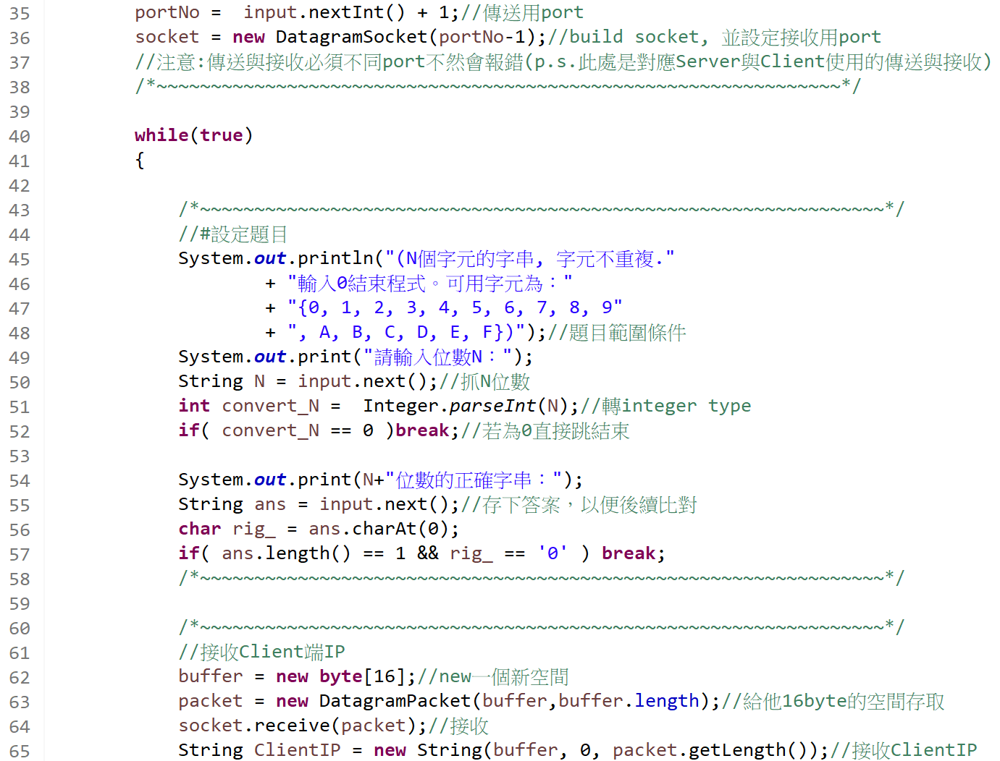 35 portNo =  input.nextInt() + 1;//傳送用port
36 socket = new DatagramSocket(portNo-1);//build socket, 並設定接收用port
37 //注意:傳送與接收必須不同port不然會報錯(p.s.此處是對應Server與Client使用的傳送與接收)
38 /*~~~~~~~~~~~~~~~~~~~~~~~~~~~~~~~~~~~~~~~~~~~~~~~~~~~~~~~~~~~~~~~*/
39
40 while(true)
41 {
42
43 /*~~~~~~~~~~~~~~~~~~~~~~~~~~~~~~~~~~~~~~~~~~~~~~~~~~~~~~~~~~~~~~~*/
44 //#設定題目
45 System.out.println("(N個字元的字串, 字元不重複."
46 + "輸入0結束程式。可用字元為："
47 + "{0, 1, 2, 3, 4, 5, 6, 7, 8, 9"
48 + ", A, B, C, D, E, F})");//題目範圍條件
49 System.out.print("請輸入位數N：");
50 String N = input.next();//抓N位數
51 int convert_N =  Integer.parseInt(N);//轉integer type
52 if( convert_N == 0 )break;//若為0直接跳結束
53
54 System.out.print(N+"位數的正確字串：");
55 String ans = input.next();//存下答案，以便後續比對
56 char rig_ = ans.charAt(0);
57 if( ans.length() == 1 && rig_ == '0' ) break;
58 /*~~~~~~~~~~~~~~~~~~~~~~~~~~~~~~~~~~~~~~~~~~~~~~~~~~~~~~~~~~~~~~~*/
59
60 /*~~~~~~~~~~~~~~~~~~~~~~~~~~~~~~~~~~~~~~~~~~~~~~~~~~~~~~~~~~~~~~~*/
61 //接收Client端IP
62 buffer = new byte[16];//new一個新空間
63 packet = new DatagramPacket(buffer,buffer.length);//給他16byte的空間存取
64 socket.receive(packet);//接收
65 String ClientIP = new String(buffer, 0, packet.getLength());//接收ClientIP